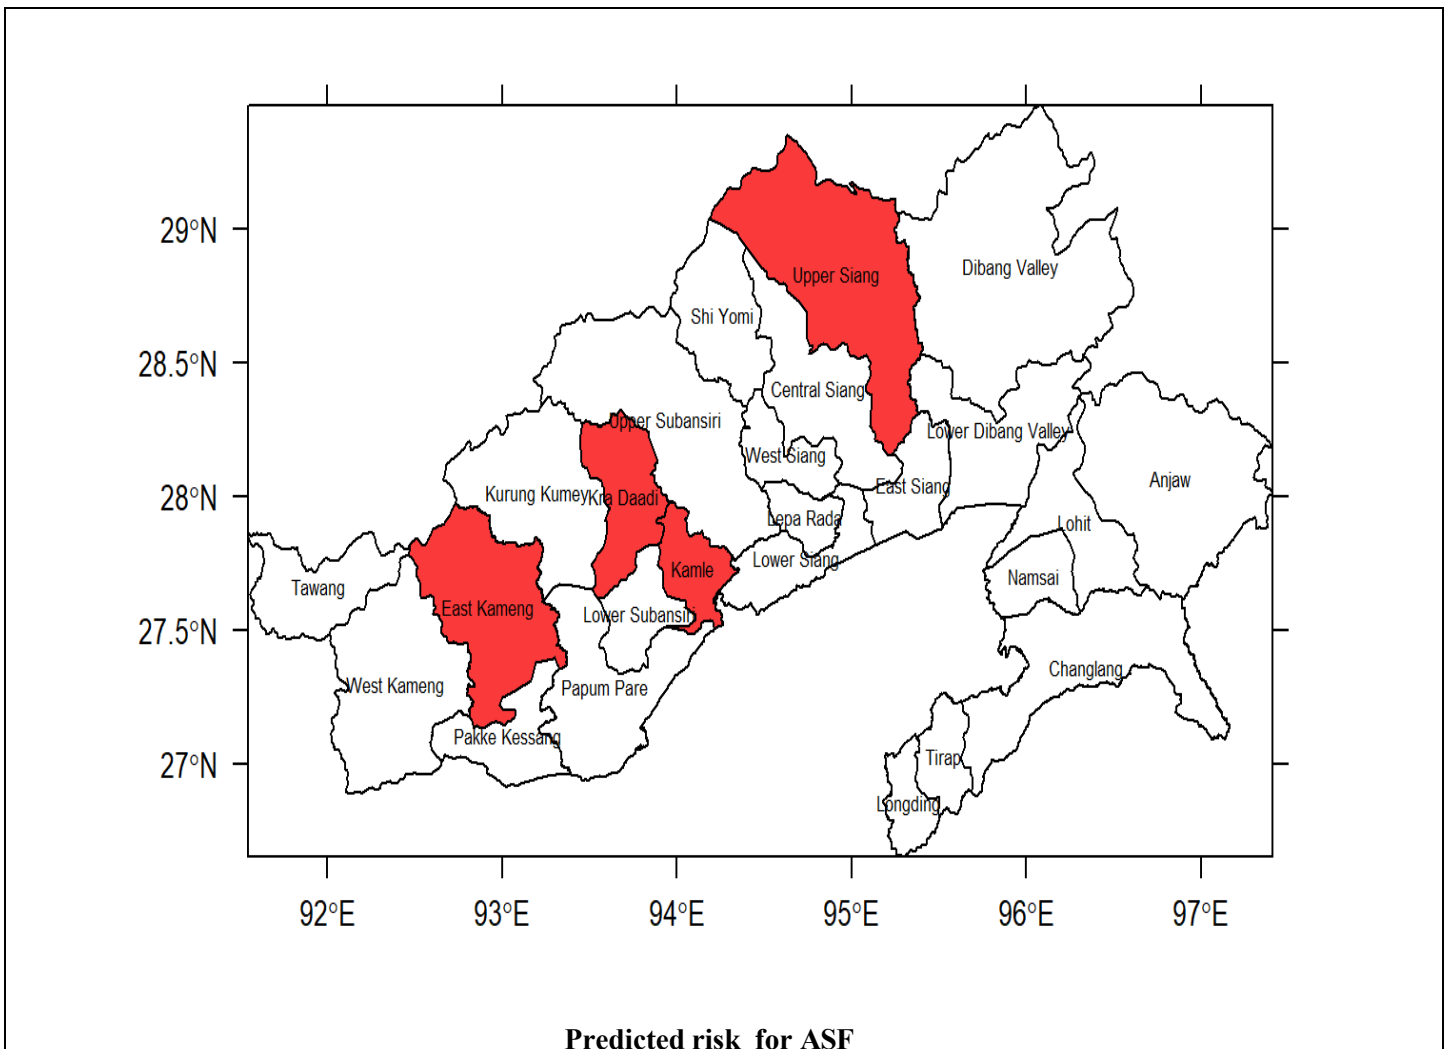 29°N
Dibang Valley
Upper Siang
Shi Yomi
28.5°N
Central Siang
Upper Subansiri
Lower Dibang Valley
West Siang
Anjaw
East Siang
28°N
Kurung Kumey
Kra Daadi
Lepa Rada
Lohit
Lower Siang
Kamle
Namsai
Tawang
East Kameng
Lower Subansiri
27.5°N
Changlang
West Kameng
Papum Pare
Pakke Kessang
27°N
Tirap
Longding
92°E 93°E 94°E 95°E 96°E 97°E
Predicted risk for ASF